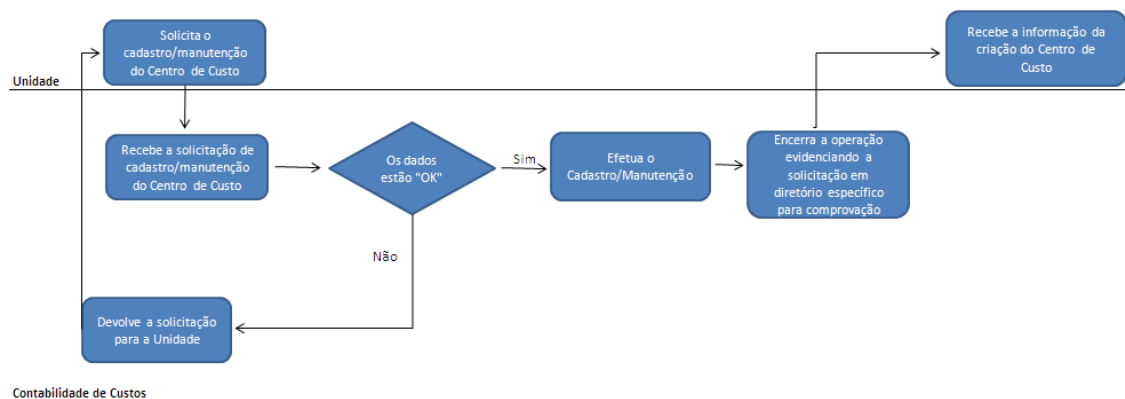 Solicita o
cadastro/manutenção
do Centro de Custo
Recebe a informação da
criação do Centro de
Custo
Unidade
Recebe a solicitação de
cadastro/manutenção
do Centro de Custo
Os dados
estão "OK"
Sim
Efetua o
Cadastro/Manutenção
Encerra a operação
evidenciando a
solicitação em
diretório específico
para comprovação
Não
Devolve a solicitação
para a Unidade
Contabilidade de Custos